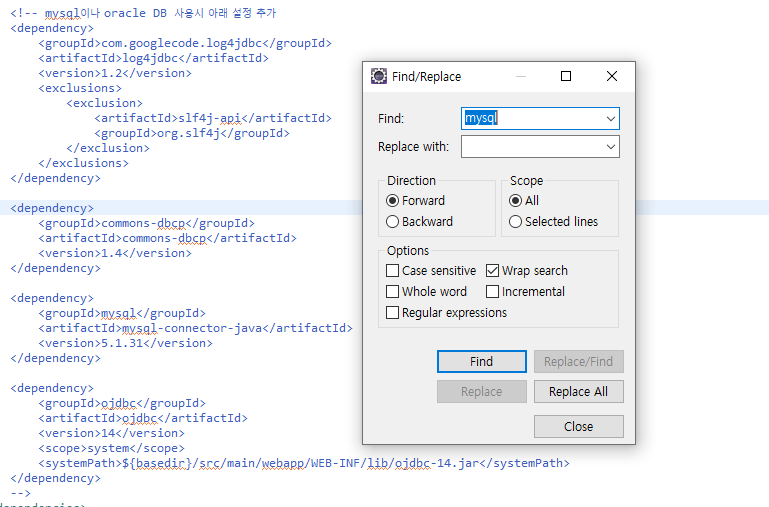 <!-- mysql이나 oracle DB 사용시 아래 설정 추가
<dependency>
<groupId>com.googlecode.log4jdbc</groupId>
<artifactId>log4jdbc</artifactId>
<version>1.2</version>
<exclusions>
<exclusion>
<artifactId>slf4j-api</artifactId>
<groupId>org.slf4j</groupId>
</exclusion>
</exclusions>
</dependency>
<dependency>
<groupId>commons-dbcp</groupId>
<artifactId>commons-dbcp</artifactId>
<version>1.4</version>
</dependency>
<dependency>
<groupId>mysql</groupId>
<artifactId>mysql-connector-java</artifactId>
<version>5.1.31</version>
</dependency>
<dependency>
<groupId>ojdbc</groupId>
<artifactId>ojdbc</artifactId>
<version>14</version>
<scope>system</scope>
<systemPath>${basedir}/src/main/webapp/WEB-INF/lib/ojdbc-14.jar</systemPath>
</dependency>
-->
Find/Replace
Find: mysql
Replace with:
Direction
Forward
Backward
Scope
All
Selected lines
Options
Case sensitive
Wrap search
Whole word
Incremental
Regular expressions
Find
Replace/Find
Replace
Replace All
Close